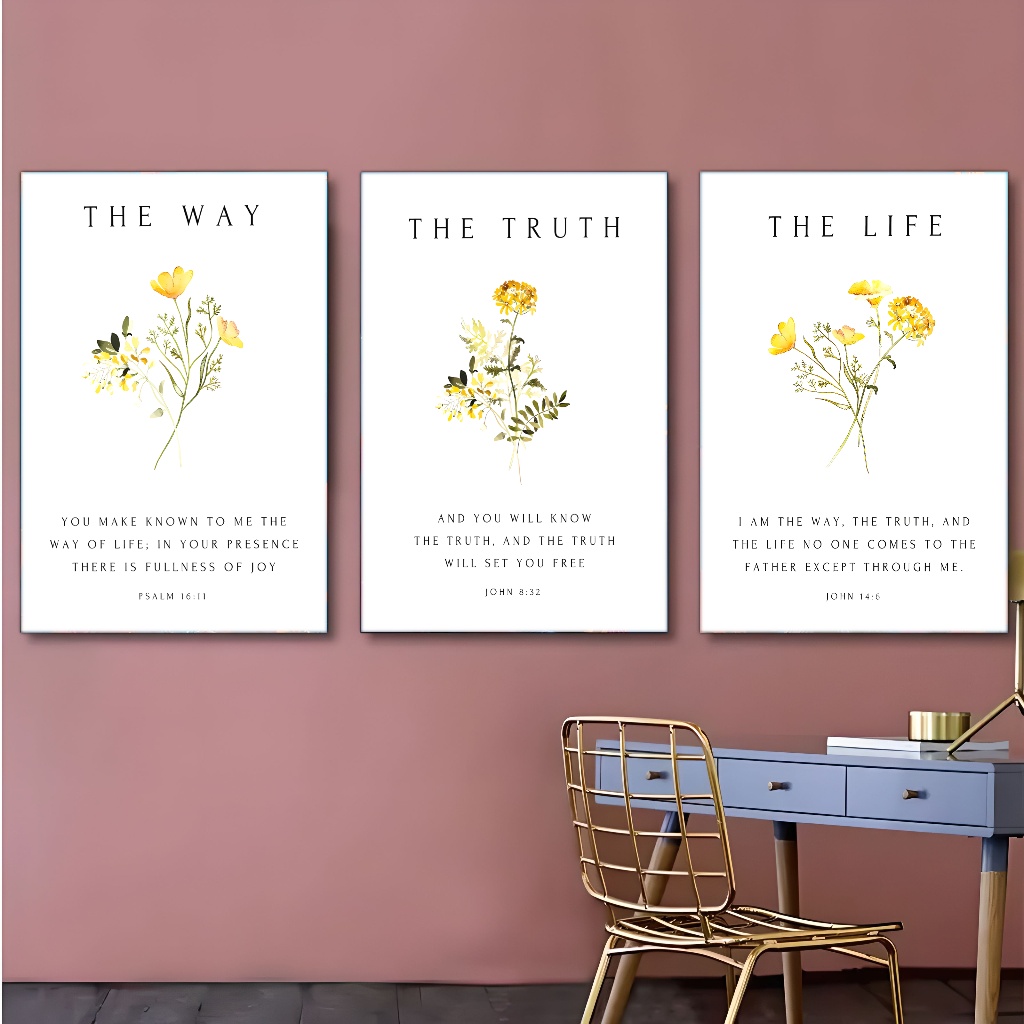 THE WAY
YOU MAKE KNOWN TO ME THE
WAY OF LIFE; IN YOUR PRESENCE
THERE IS FULLNESS OF JOY
PSALM 16:11
THE TRUTH
AND YOU WILL KNOW
THE TRUTH, AND THE TRUTH
WILL SET YOU FREE
JOHN 8:32
THE LIFE
I AM THE WAY, THE TRUTH, AND
THE LIFE NO ONE COMES TO THE
FATHER EXCEPT THROUGH ME.
JOHN 14:6